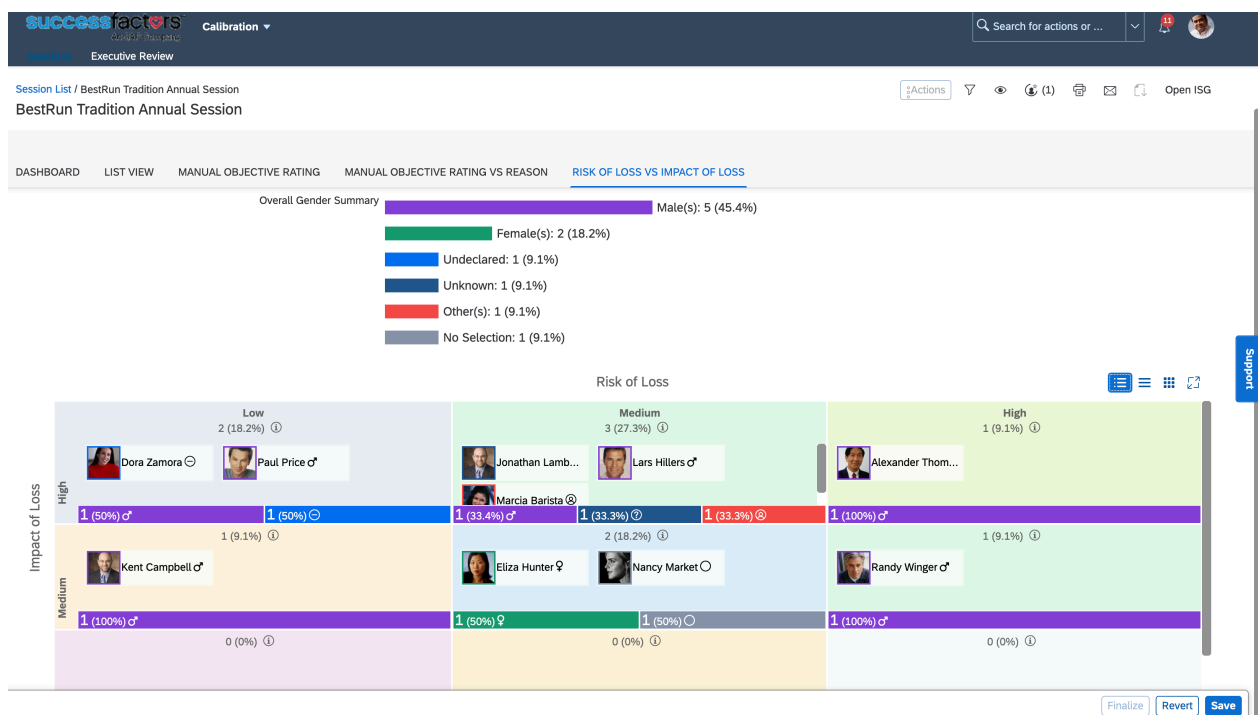 successfactors
Calibration
Search for actions or ...
11
Executive Review
Session List / BestRun Tradition Annual Session
Actions
(1)
Open ISG
BestRun Tradition Annual Session
DASHBOARD
LIST VIEW
MANUAL OBJECTIVE RATING
MANUAL OBJECTIVE RATING VS REASON
RISK OF LOSS VS IMPACT OF LOSS
Overall Gender Summary
Male(s): 5 (45.4%)
Female(s): 2 (18.2%)
Undeclared: 1 (9.1%)
Unknown: 1 (9.1%)
Other(s): 1 (9.1%)
No Selection: 1 (9.1%)
Support
Risk of Loss
Impact of Loss
Low
2 (18.2%)
Medium
3 (27.3%)
High
1 (9.1%)
High
Dora Zamora
Paul Price
Jonathan Lamb...
Lars Hillers
Marcia Barista
Alexander Thom...
1 (50%)
1 (50%)
1 (33.4%)
1 (33.3%)
1 (33.3%)
1 (100%)
Medium
1 (9.1%)
2 (18.2%)
1 (9.1%)
Kent Campbell
Eliza Hunter
Nancy Market
Randy Winger
1 (100%)
1 (50%)
1 (50%)
1 (100%)
0 (0%)
0 (0%)
0 (0%)
Finalize
Revert
Save